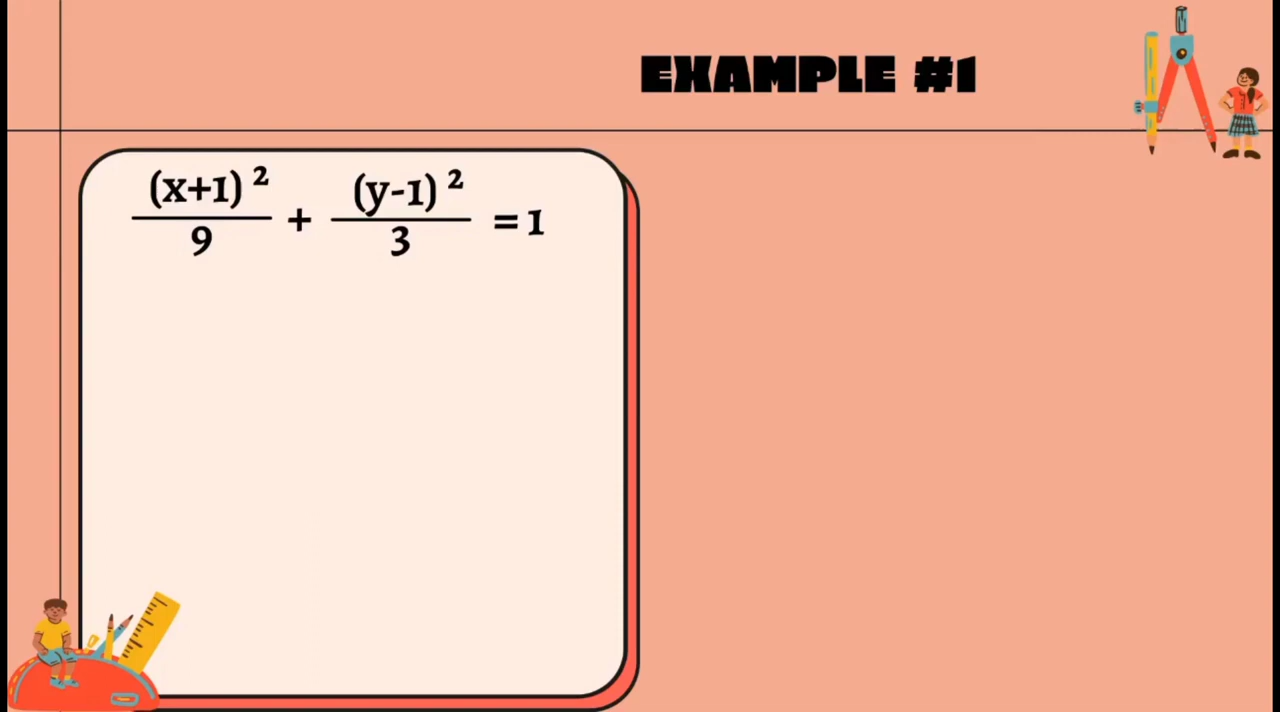 EXAMPLE #1
(x+1)² + (y-1)² = 1
9 3